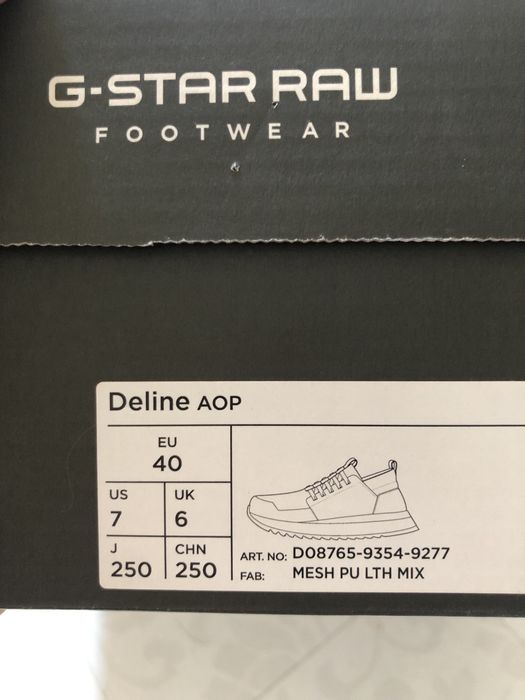 G-STAR RAW
FOOTWEAR
Deline AOP
EU
40
US UK
7 6
J CHN
250 250
ART. NO: D08765-9354-9277
FAB: MESH PU LTH MIX